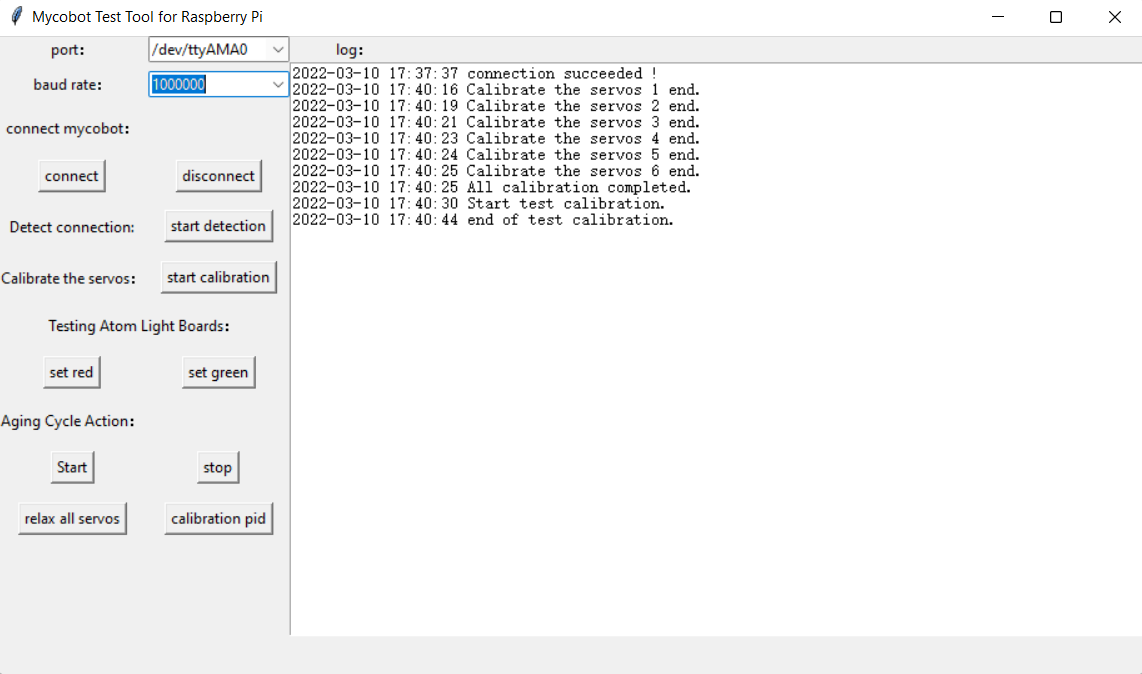 Mycobot Test Tool for Raspberry Pi
port:
/dev/ttyAMA0
baud rate:
1000000
connect mycobot:
connect
disconnect
Detect connection:
start detection
Calibrate the servos:
start calibration
Testing Atom Light Boards:
set red
set green
Aging Cycle Action:
Start
stop
relax all servos
calibration pid
log:
2022-03-10 17:37:37 connection succeeded !
2022-03-10 17:40:16 Calibrate the servos 1 end.
2022-03-10 17:40:19 Calibrate the servos 2 end.
2022-03-10 17:40:21 Calibrate the servos 3 end.
2022-03-10 17:40:23 Calibrate the servos 4 end.
2022-03-10 17:40:24 Calibrate the servos 5 end.
2022-03-10 17:40:25 Calibrate the servos 6 end.
2022-03-10 17:40:25 All calibration completed.
2022-03-10 17:40:30 Start test calibration.
2022-03-10 17:40:44 end of test calibration.